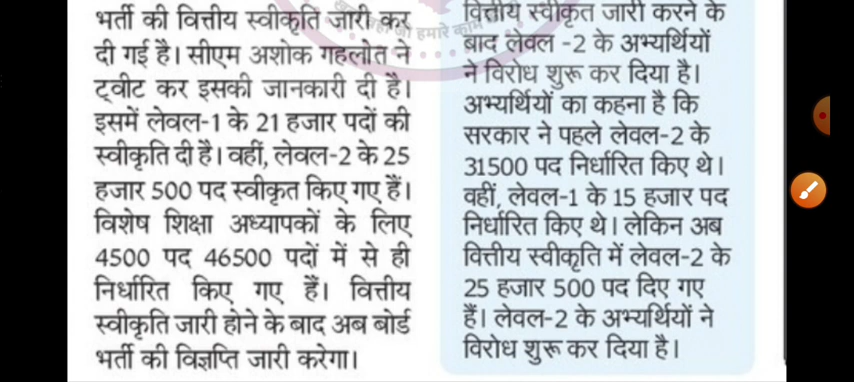 भर्ती की वित्तीय स्वीकृति जारी कर
दी गई है। सीएम अशोक गहलोत ने
ट्वीट कर इसकी जानकारी दी है।
इसमें लेवल-1 के 21 हजार पदों की
स्वीकृति दी है। वहीं, लेवल-2 के 25
हजार 500 पद स्वीकृत किए गए हैं।
विशेष शिक्षा अध्यापकों के लिए
4500 पद 46500 पदों में से ही
निर्धारित किए गए हैं। वित्तीय
स्वीकृति जारी होने के बाद अब बोर्ड
भर्ती की विज्ञप्ति जारी करेगा।
वित्तीय स्वीकृत जारी करने के
बाद लेवल -2 के अभ्यर्थियों
ने विरोध शुरू कर दिया है।
अभ्यर्थियों का कहना है कि
सरकार ने पहले लेवल-2 के
31500 पद निर्धारित किए थे।
वहीं, लेवल-1 के 15 हजार पद
निर्धारित किए थे। लेकिन अब
वित्तीय स्वीकृति में लेवल-2 के
25 हजार 500 पद दिए गए
हैं। लेवल-2 के अभ्यर्थियों ने
विरोध शुरू कर दिया है।
हमारे काम